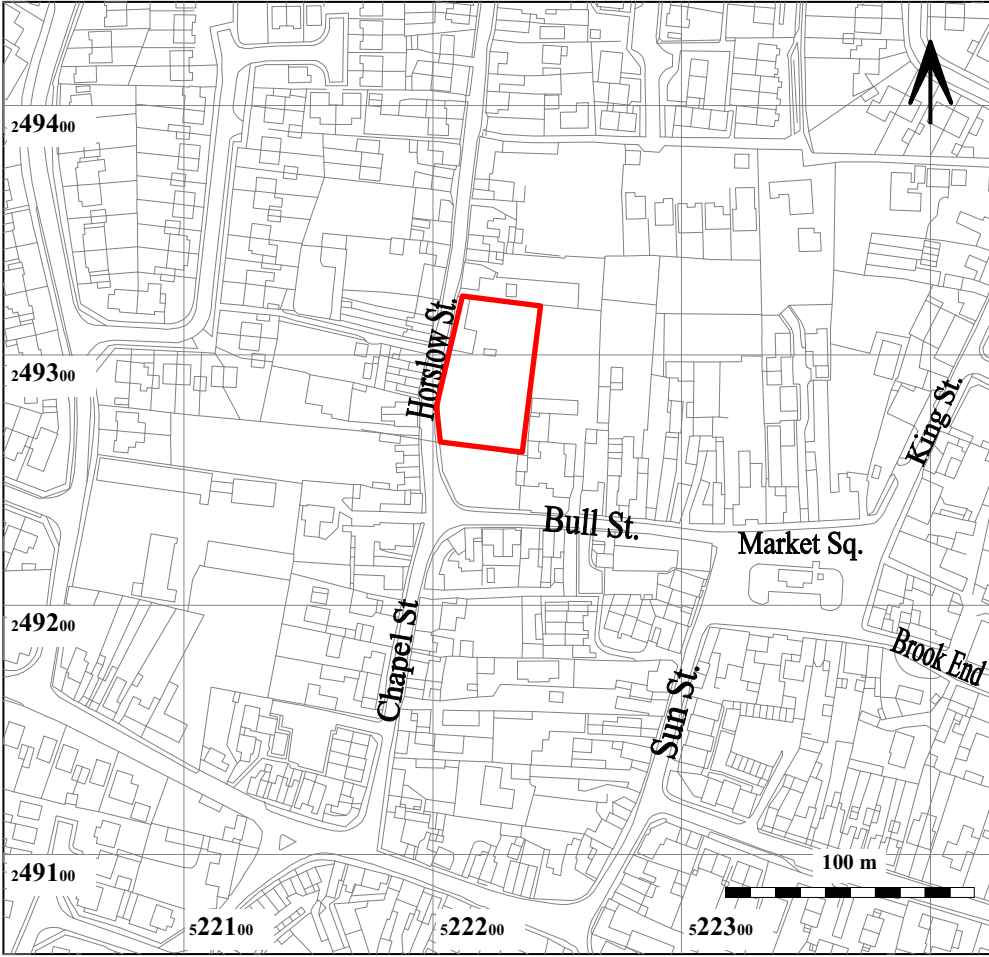 249400
Horslow St.
249300
King St.
Bull St.
Market Sq.
249200
Chapel St
Brook End
Sun St.
100 m
249100
522100
522200
522300